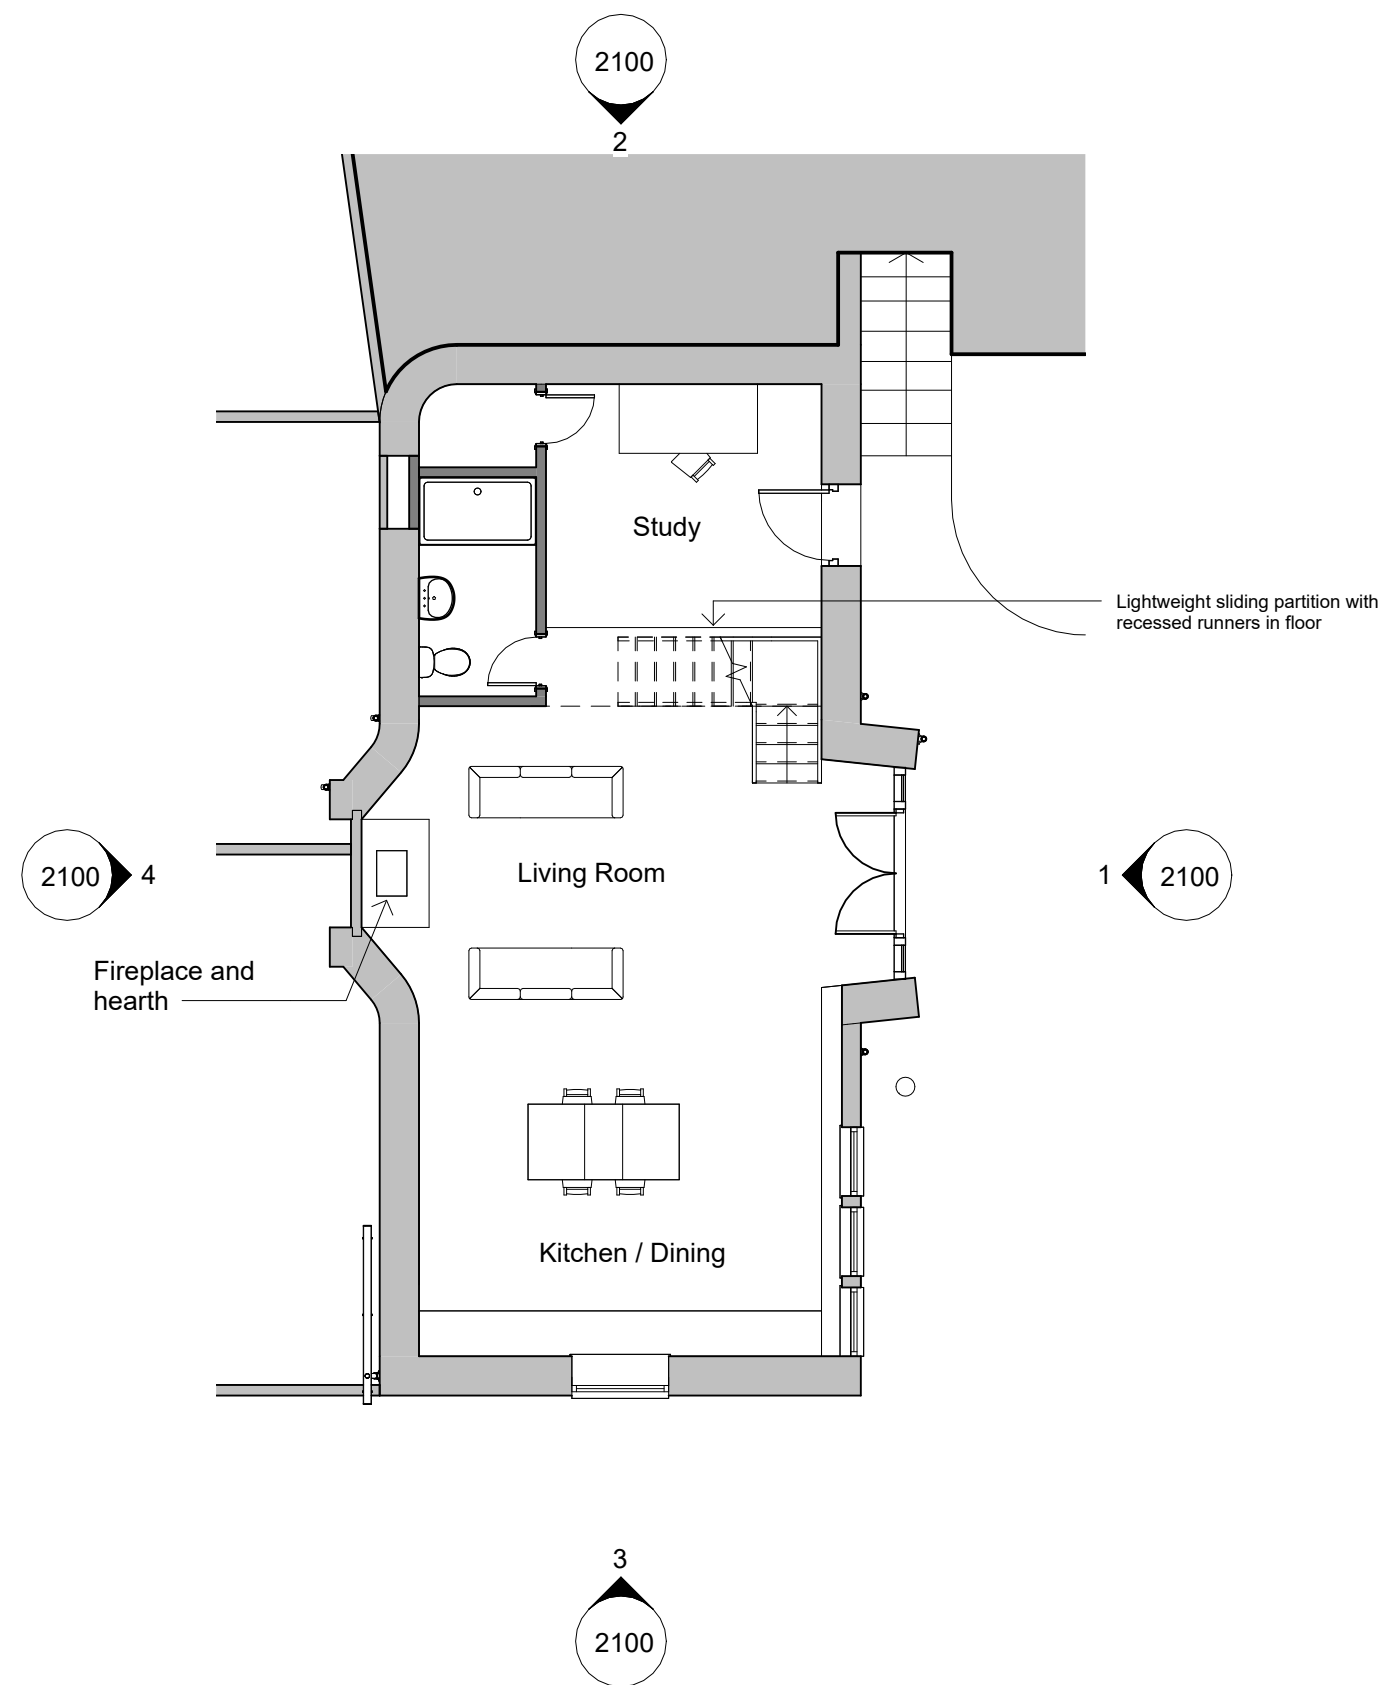 2100
2
Study
Lightweight sliding partition with
recessed runners in floor
Living Room
2100
4
1
2100
Fireplace and
hearth
Kitchen / Dining
3
2100